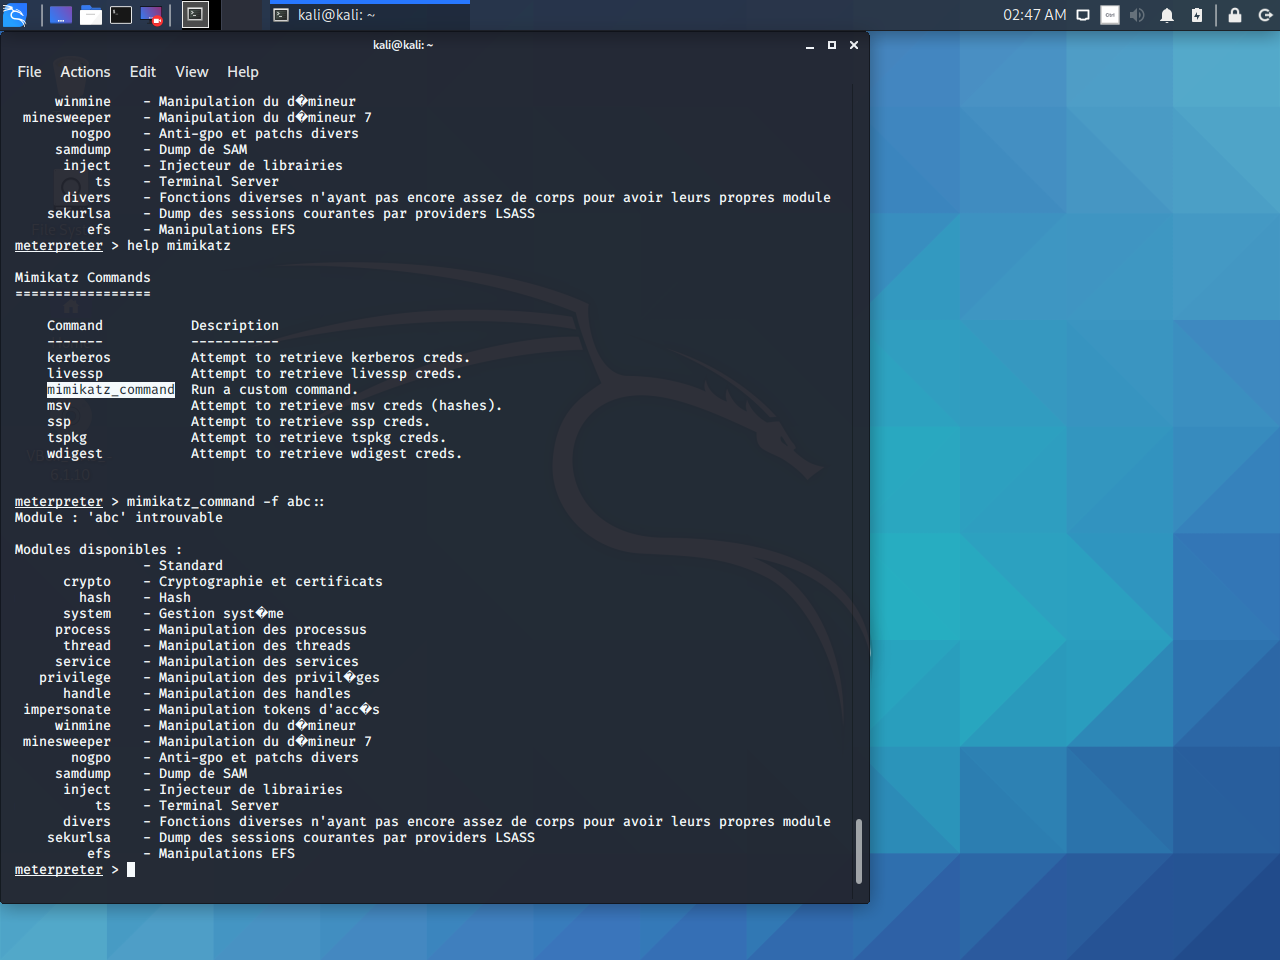 kali@kali: ~
02:47 AM
kali@kali: ~
File Actions Edit View Help
winmine - Manipulation du d�mineur
minesweeper - Manipulation du d�mineur 7
nogpo - Anti-gpo et patchs divers
samdump - Dump de SAM
inject - Injecteur de librairies
ts - Terminal Server
divers - Fonctions diverses n'ayant pas encore assez de corps pour avoir leurs propres module
sekurlsa - Dump des sessions courantes par providers LSASS
efs - Manipulations EFS
meterpreter > help mimikatz
Mimikatz Commands
=================
Command Description
------- -----------
kerberos Attempt to retrieve kerberos creds.
livessp Attempt to retrieve livessp creds.
mimikatz_command Run a custom command.
msv Attempt to retrieve msv creds (hashes).
ssp Attempt to retrieve ssp creds.
tspkg Attempt to retrieve tspkg creds.
wdigest Attempt to retrieve wdigest creds.
meterpreter > mimikatz_command -f abc::
Module : 'abc' introuvable
Modules disponibles :
- Standard
crypto - Cryptographie et certificats
hash - Hash
system - Gestion syst�me
process - Manipulation des processus
thread - Manipulation des threads
service - Manipulation des services
privilege - Manipulation des privil�ges
handle - Manipulation des handles
impersonate - Manipulation tokens d'acc�s
winmine - Manipulation du d�mineur
minesweeper - Manipulation du d�mineur 7
nogpo - Anti-gpo et patchs divers
samdump - Dump de SAM
inject - Injecteur de librairies
ts - Terminal Server
divers - Fonctions diverses n'ayant pas encore assez de corps pour avoir leurs propres module
sekurlsa - Dump des sessions courantes par providers LSASS
efs - Manipulations EFS
meterpreter >